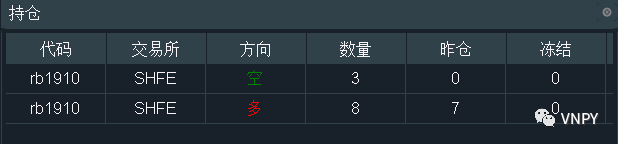 持仓
代码 交易所 方向 数量 昨仓 冻结
rb1910 SHFE 空 3 0 0
rb1910 SHFE 多 8 7 0
VNPY